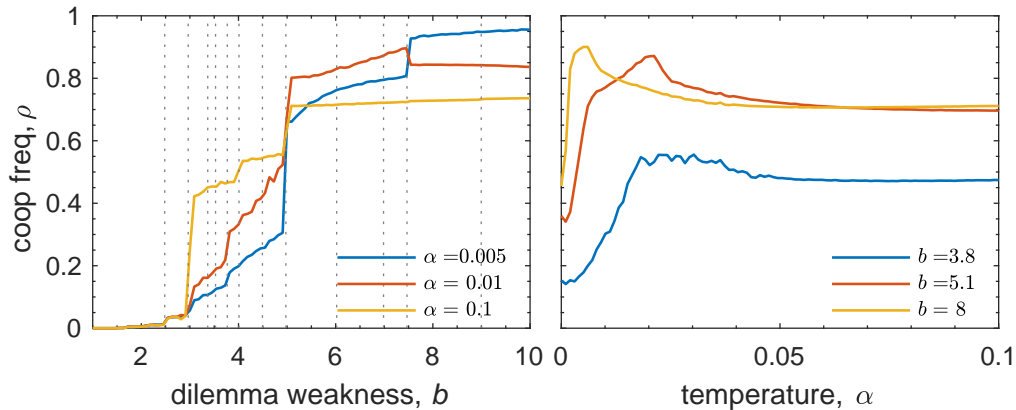 coop freq, ρ
1
0.8
0.6
0.4
0.2
0
2 4 6 8 10
dilemma weakness, b
α =0.005
α = 0.01
α = 0.1
0 0.05 0.1
temperature, α
b =3.8
b =5.1
b = 8